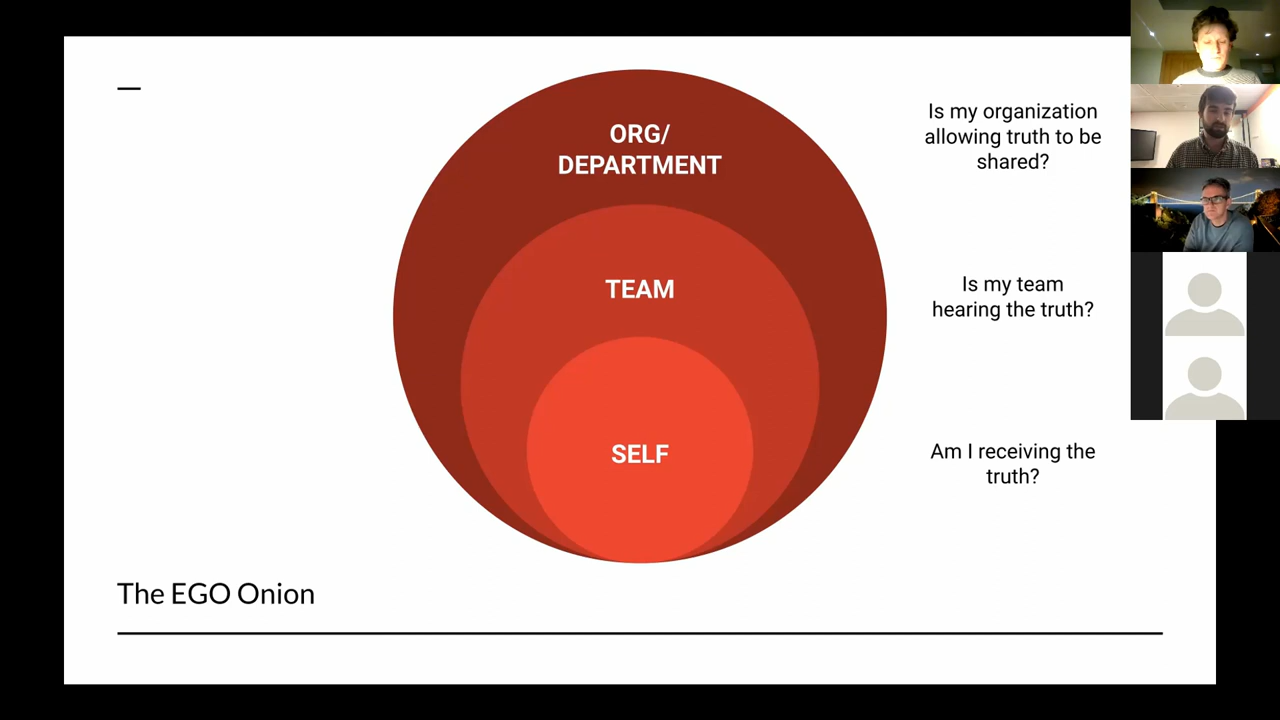 ORG/
DEPARTMENT
Is my organization
allowing truth to be
shared?
TEAM
Is my team
hearing the truth?
SELF
Am I receiving the
truth?
The EGO Onion